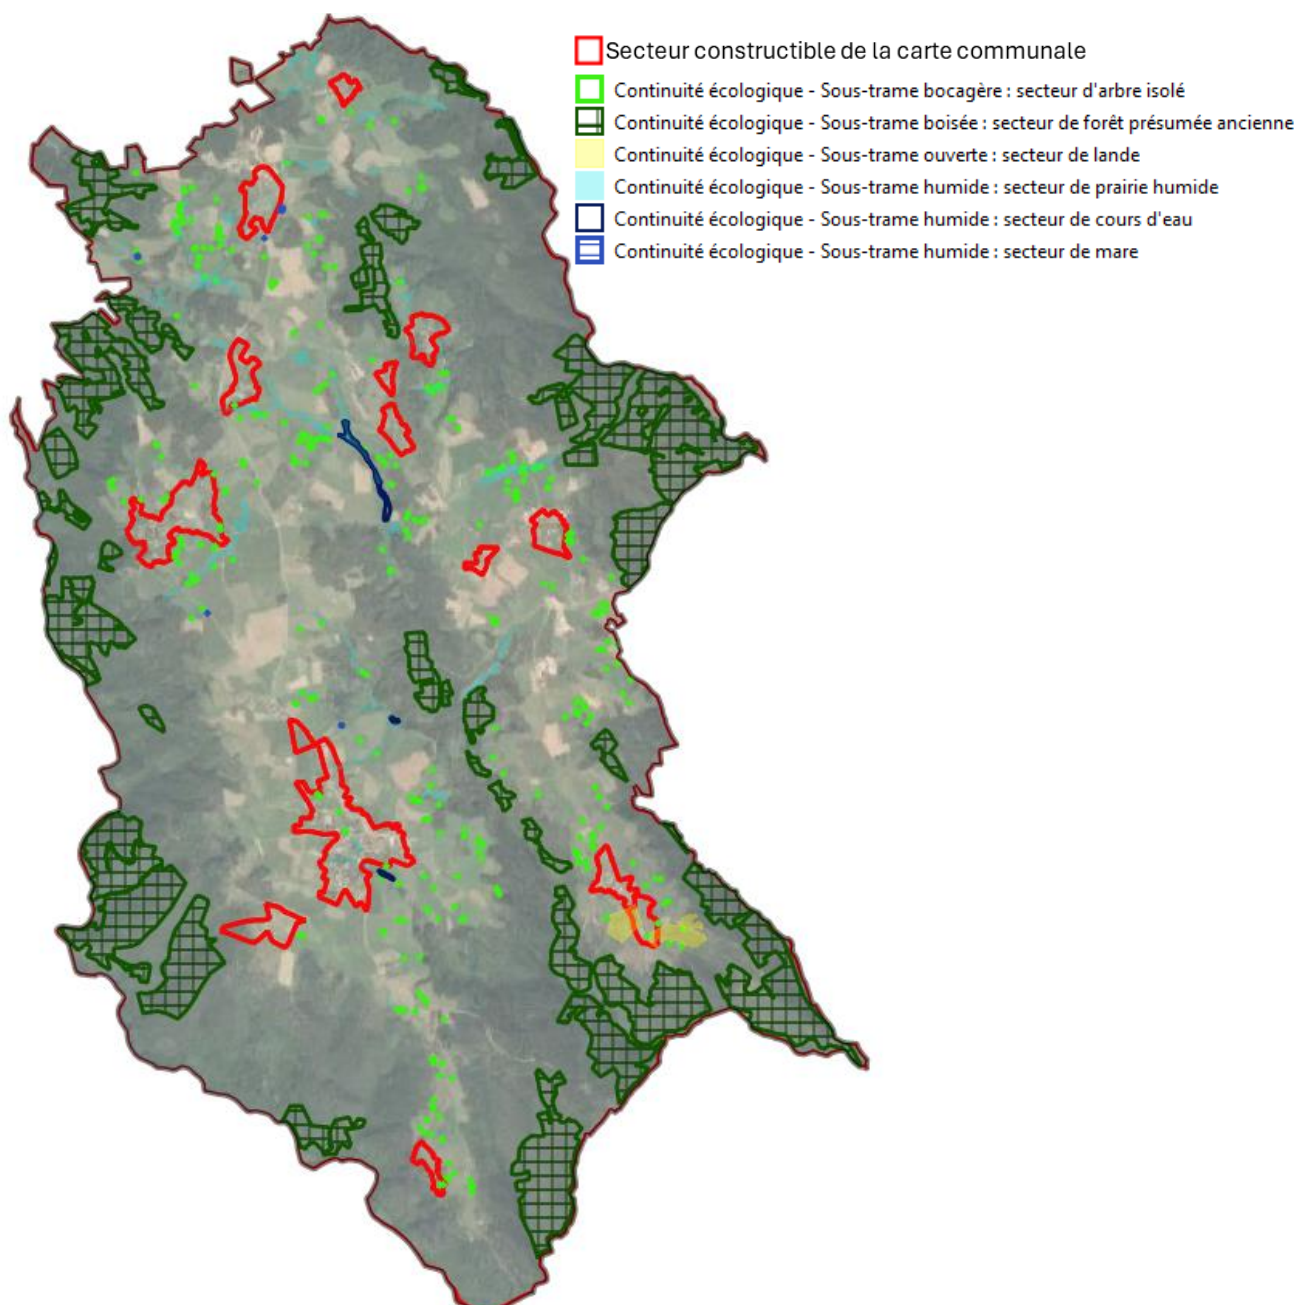 Secteur constructible de la carte communale
Continuité écologique - Sous-trame bocagère : secteur d'arbre isolé
Continuité écologique - Sous-trame boisée : secteur de forêt présumée ancienne
Continuité écologique - Sous-trame ouverte : secteur de lande
Continuité écologique - Sous-trame humide : secteur de prairie humide
Continuité écologique - Sous-trame humide : secteur de cours d'eau
Continuité écologique - Sous-trame humide : secteur de mare